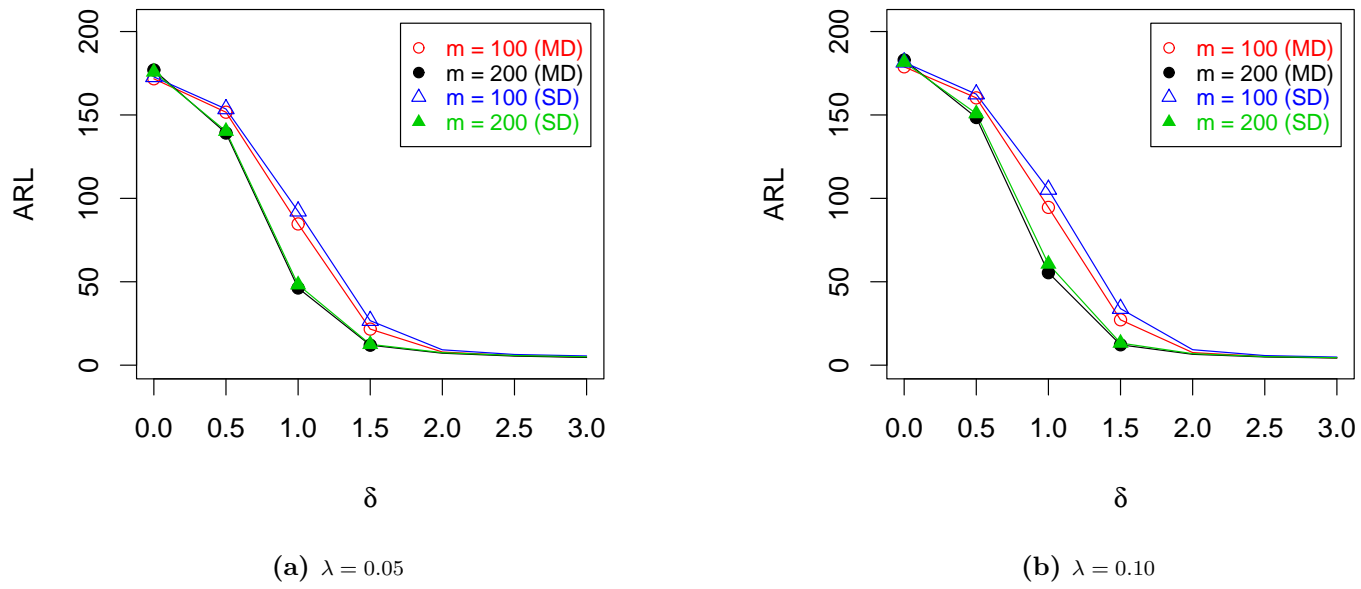 200
150
100
50
0
ARL
m = 100 (MD)
m = 200 (MD)
m = 100 (SD)
m = 200 (SD)
0.0 0.5 1.0 1.5 2.0 2.5 3.0
δ
(a) λ = 0.05
200
150
100
50
0
ARL
m = 100 (MD)
m = 200 (MD)
m = 100 (SD)
m = 200 (SD)
0.0 0.5 1.0 1.5 2.0 2.5 3.0
δ
(b) λ = 0.10